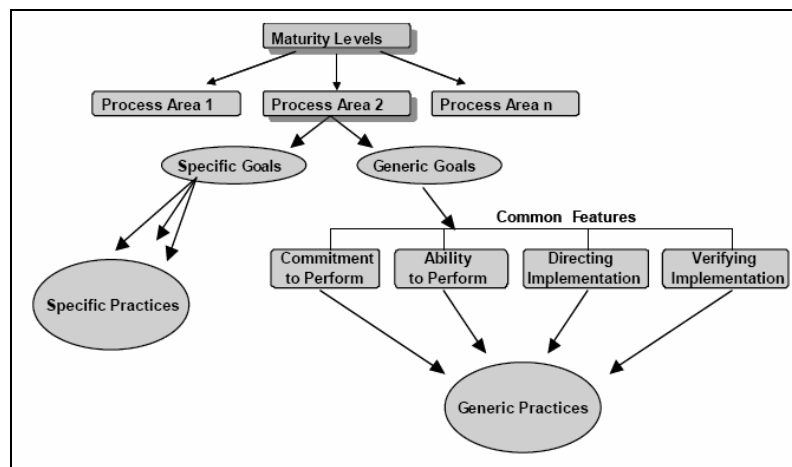 Maturity Levels
Process Area 1
Process Area 2
Process Area n
Specific Goals
Generic Goals
Common Features
Commitment
to Perform
Ability
to Perform
Directing
Implementation
Verifying
Implementation
Specific Practices
Generic Practices